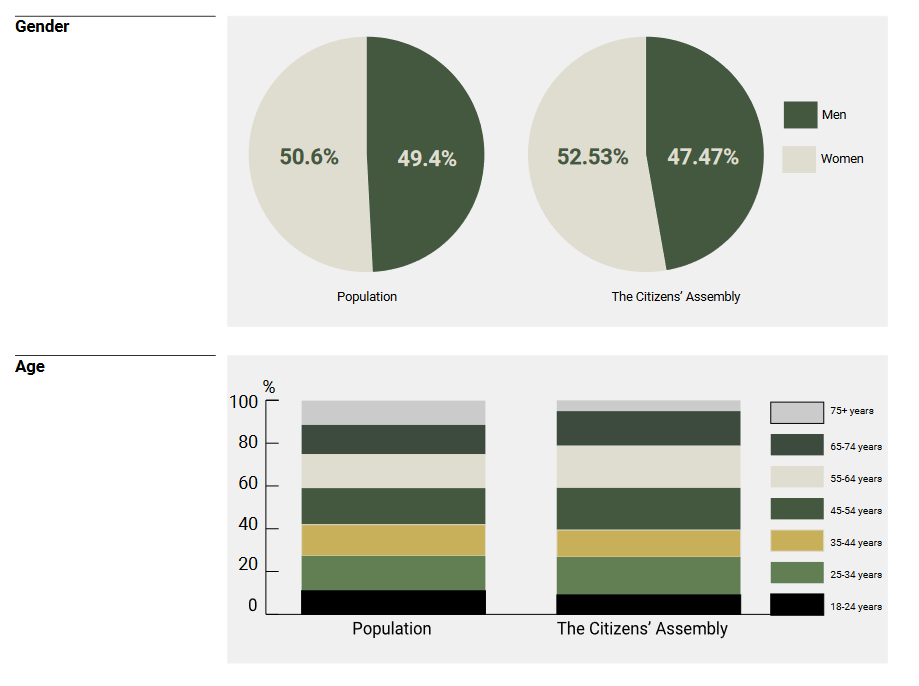 Gender
50.6%
49.4%
52.53%
47.47%
Men
Women
Population
The Citizens’ Assembly
Age
%
100
80
60
40
20
0
75+ years
65-74 years
55-64 years
45-54 years
35-44 years
25-34 years
18-24 years
Population
The Citizens’ Assembly